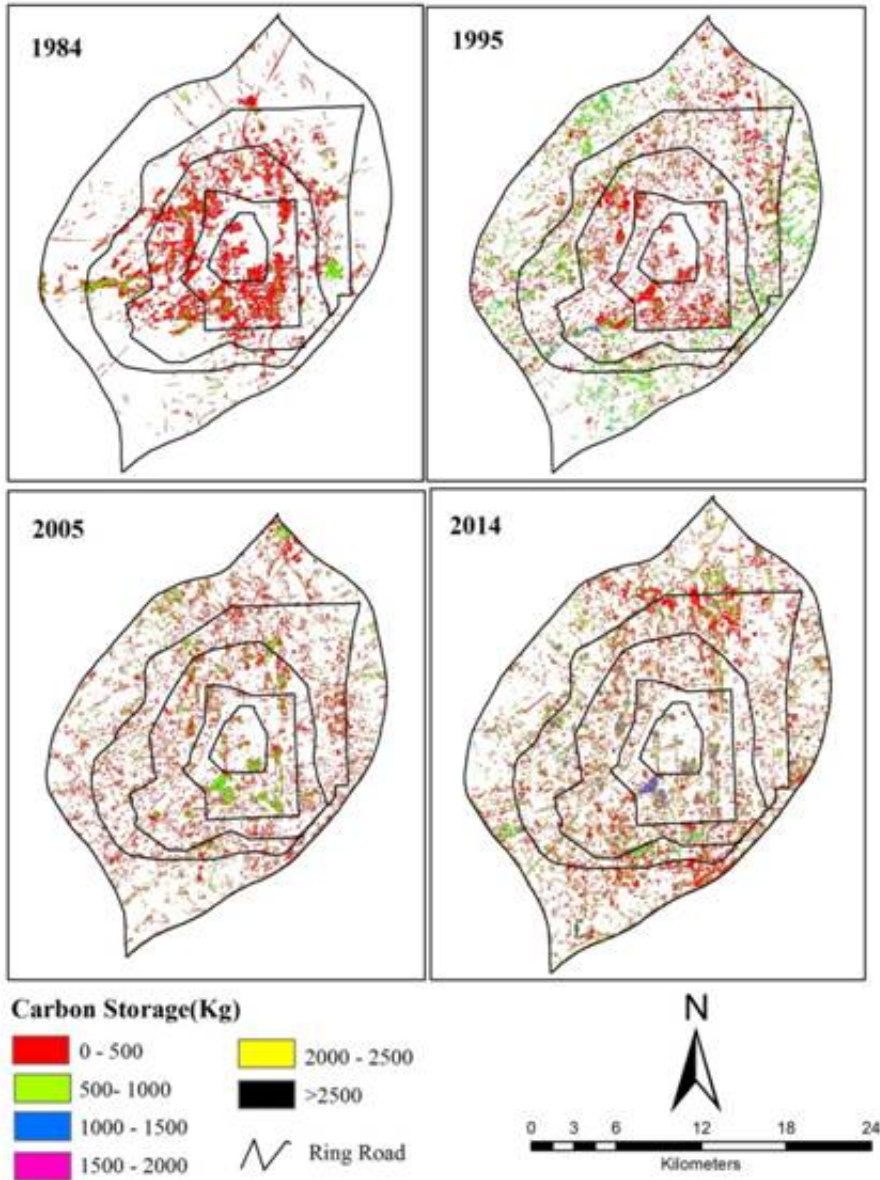 1984
1995
2005
2014
Carbon Storage(Kg)
0 - 500
500- 1000
1000 - 1500
1500 - 2000
2000 - 2500
>2500
Ring Road
N
0 3 6 12 18 24
Kilometers